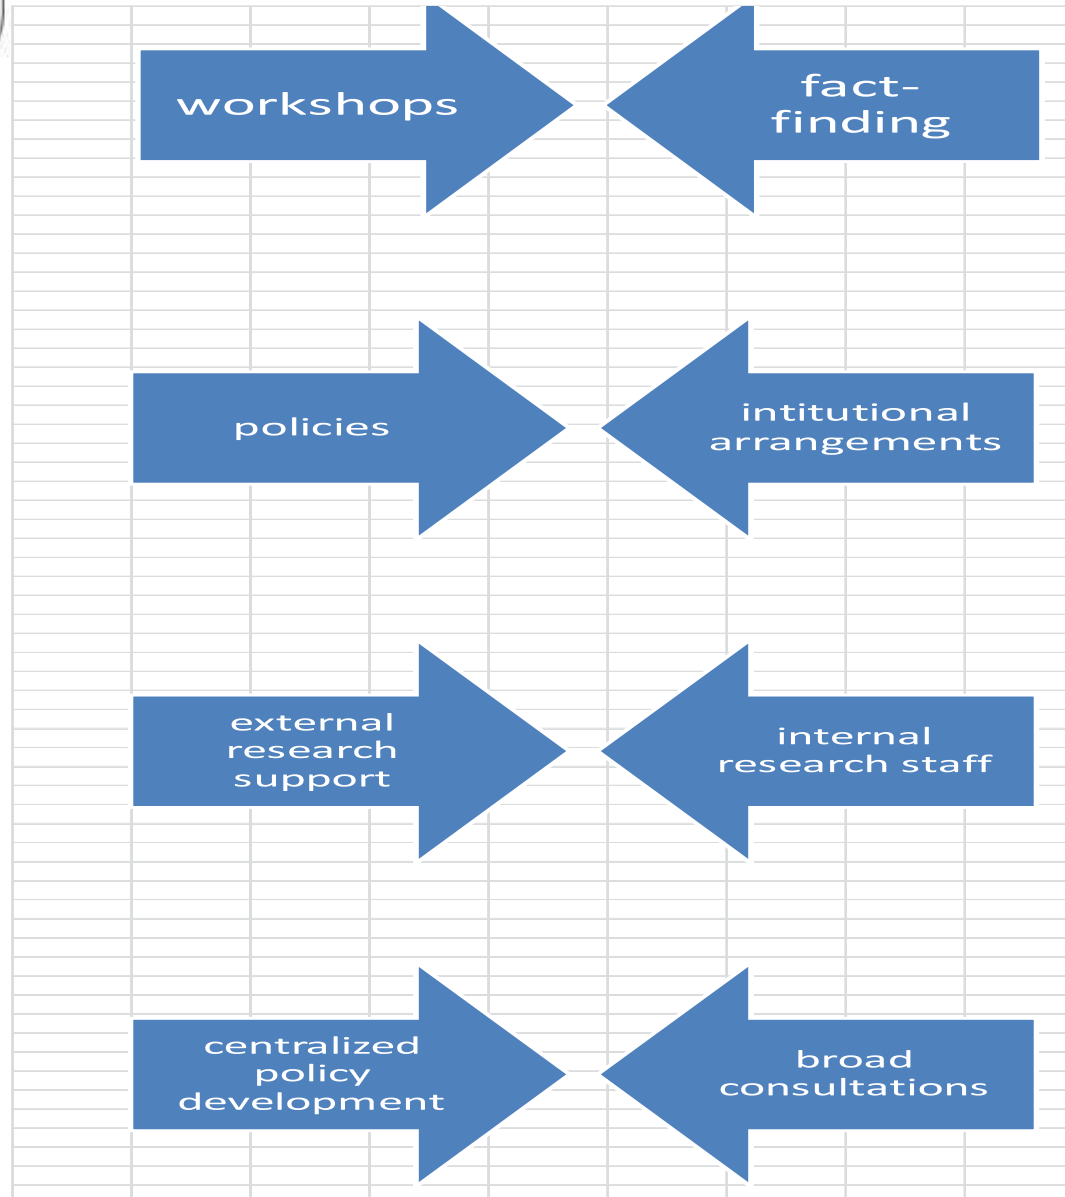 workshops
fact-
finding
policies
intitutional
arrangements
external
research
support
internal
research staff
centralized
policy
development
broad
consultations